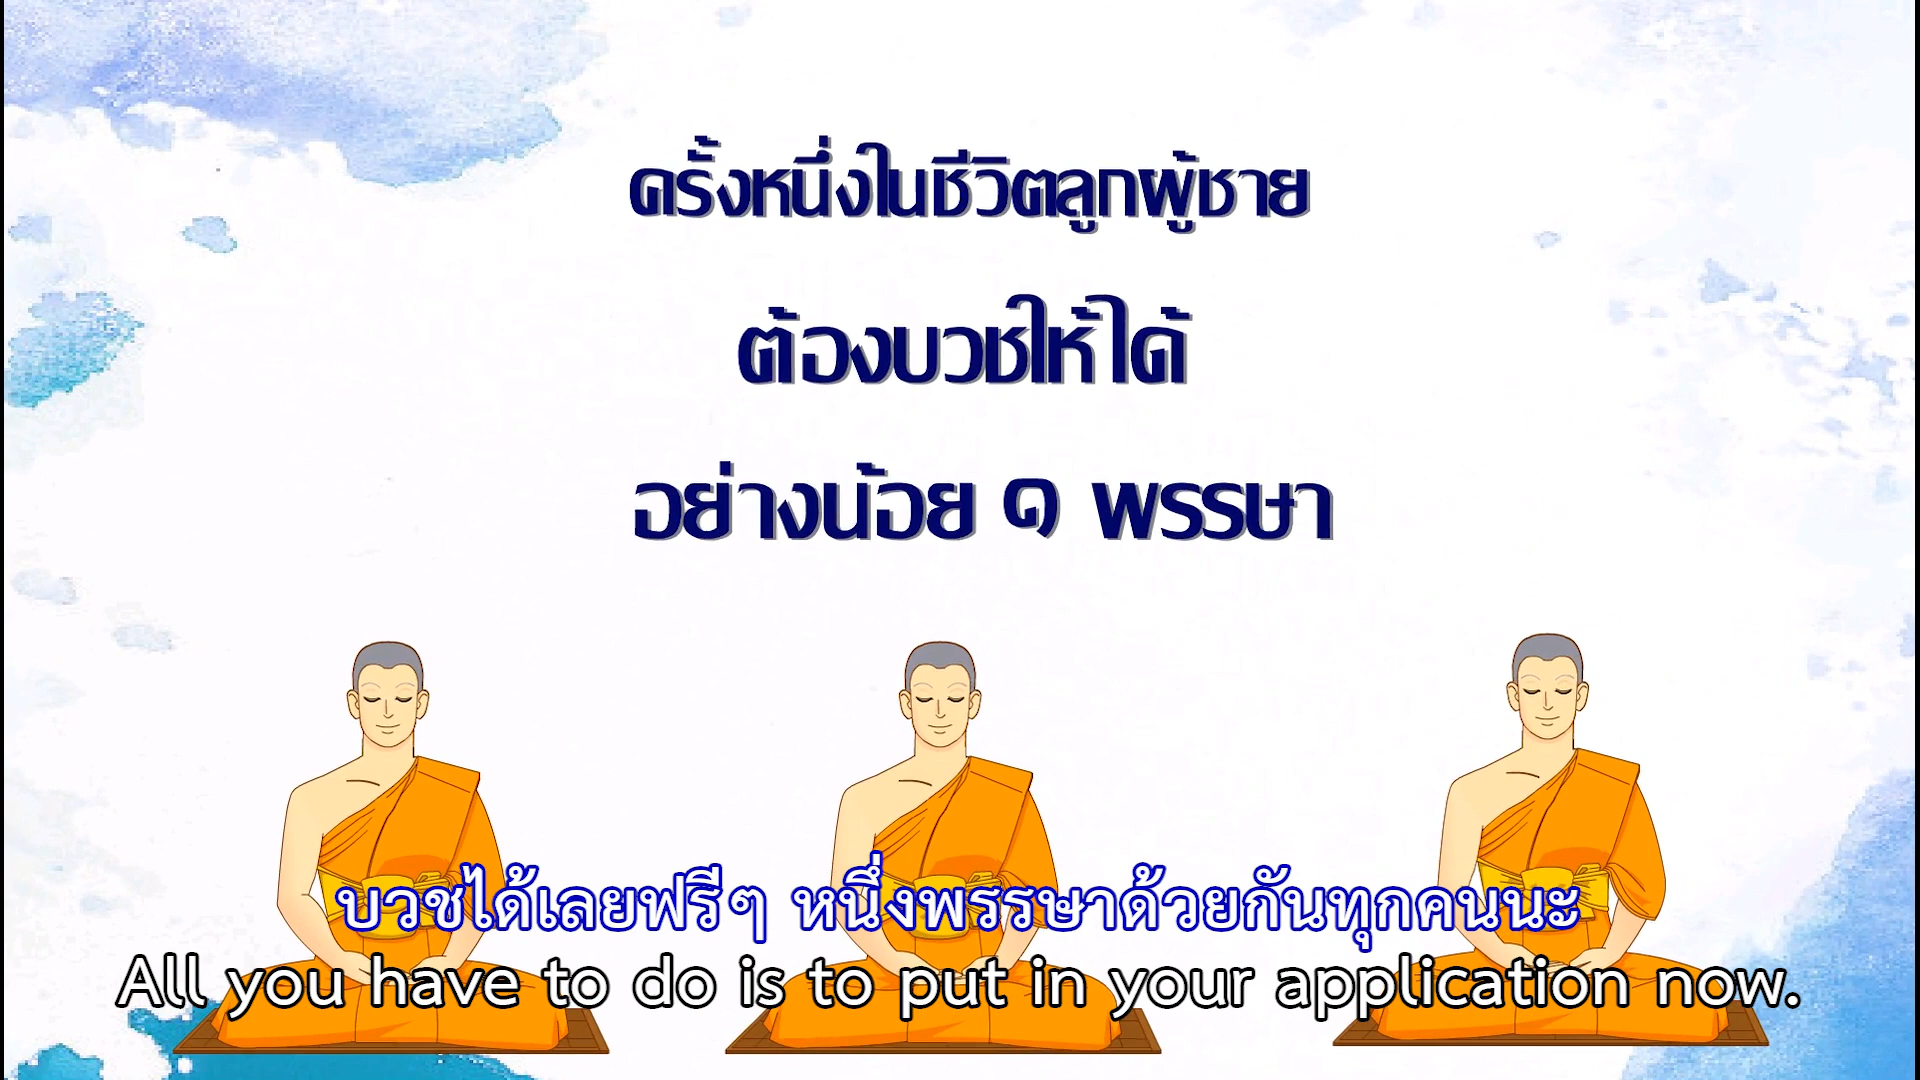 ครั้งหนึ่งในชีวิตลูกผู้ชาย
ต้องบวชให้ได้
อย่างน้อย ๑ พรรษา
บวชได้เลยฟรีๆ หนึ่งพรรษาด้วยกันทุกคนนะ
All you have to do is to put in your application now.